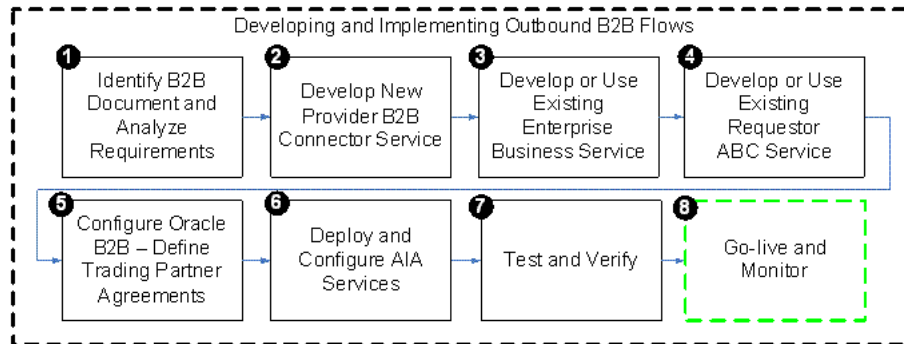 Developing and Implementing Outbound B2B Flows
1
Identify B2B
Document and
Analyze
Requirements
2
Develop New
Provider B2B
Connector Service
3
Develop or Use
Existing
Enterprise
Business Service
4
Develop or Use
Existing
Requestor
ABC Service
5
Configure Oracle
B2B – Define
Trading Partner
Agreements
6
Deploy and
Configure AIA
Services
7
Test and Verify
8
Go-live and
Monitor